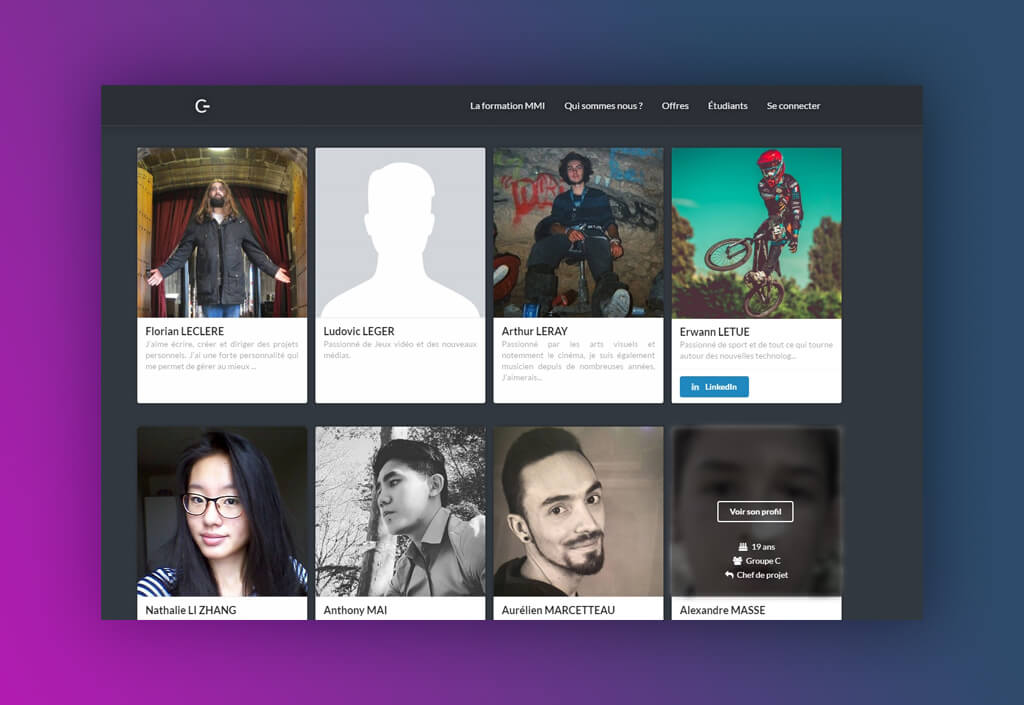 C-
La formation MMI
Qui sommes nous ?
Offres
Étudiants
Se connecter
Florian LECLERE
J'aime écrire, créer et diriger des projets
personnels. J'ai une forte personnalité qui
me permet de gérer au mieux ...
Ludovic LEGER
Passionné de Jeux vidéo et des nouveaux
médias.
Arthur LERAY
Passionné par les arts visuels et
notemment le cinéma, je suis également
musicien depuis de nombreuses années.
J'aimerais...
Erwann LETUE
Passionné de sport et de tout ce qui tourne
autour des nouvelles technolog...
in LinkedIn
Nathalie LI ZHANG
Anthony MAI
Aurélien MARCETTEAU
Voir son profil
19 ans
Groupe C
Chef de projet
Alexandre MASSE